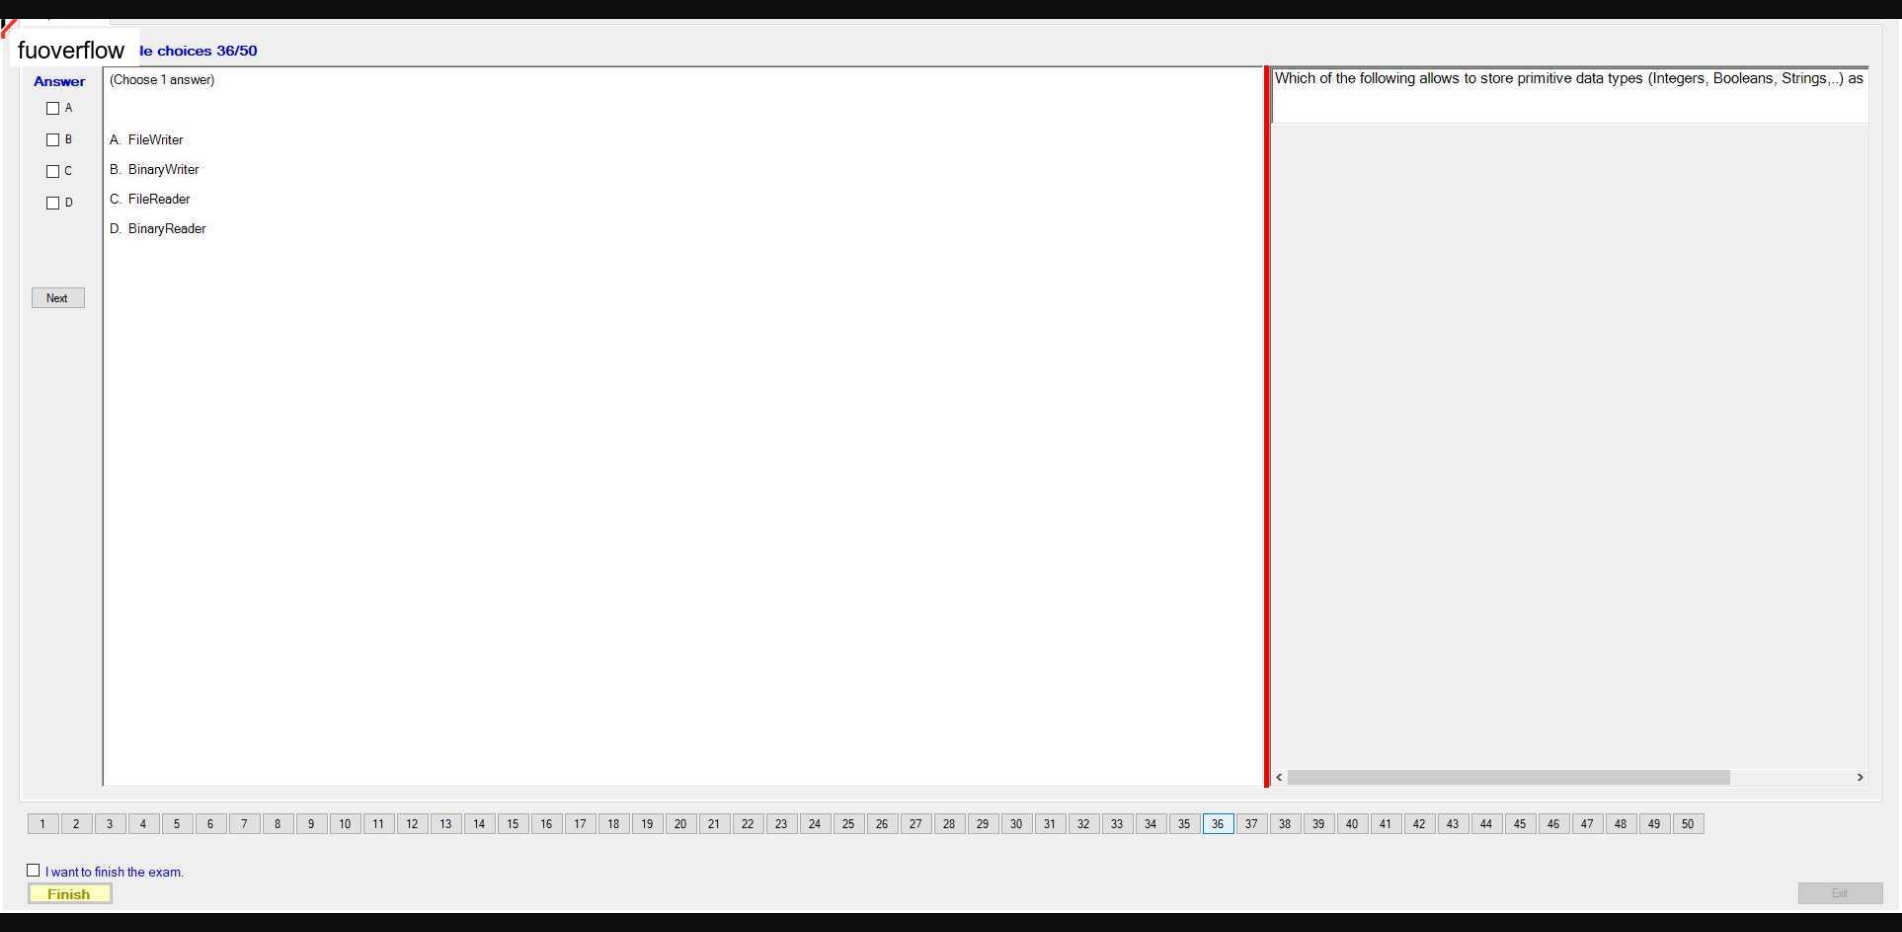 fuoverflow le choices 36/50
Answer
(Choose 1 answer)
A
B
C
D
A. FileWriter
B. BinaryWriter
C. FileReader
D. BinaryReader
Next
Which of the following allows to store primitive data types (Integers, Booleans, Strings,..) as
1 2 3 4 5 6 7 8 9 10 11 12 13 14 15 16 17 18 19 20 21 22 23 24 25 26 27 28 29 30 31 32 33 34 35 36 37 38 39 40 41 42 43 44 45 46 47 48 49 50
I want to finish the exam.
Finish
Exit